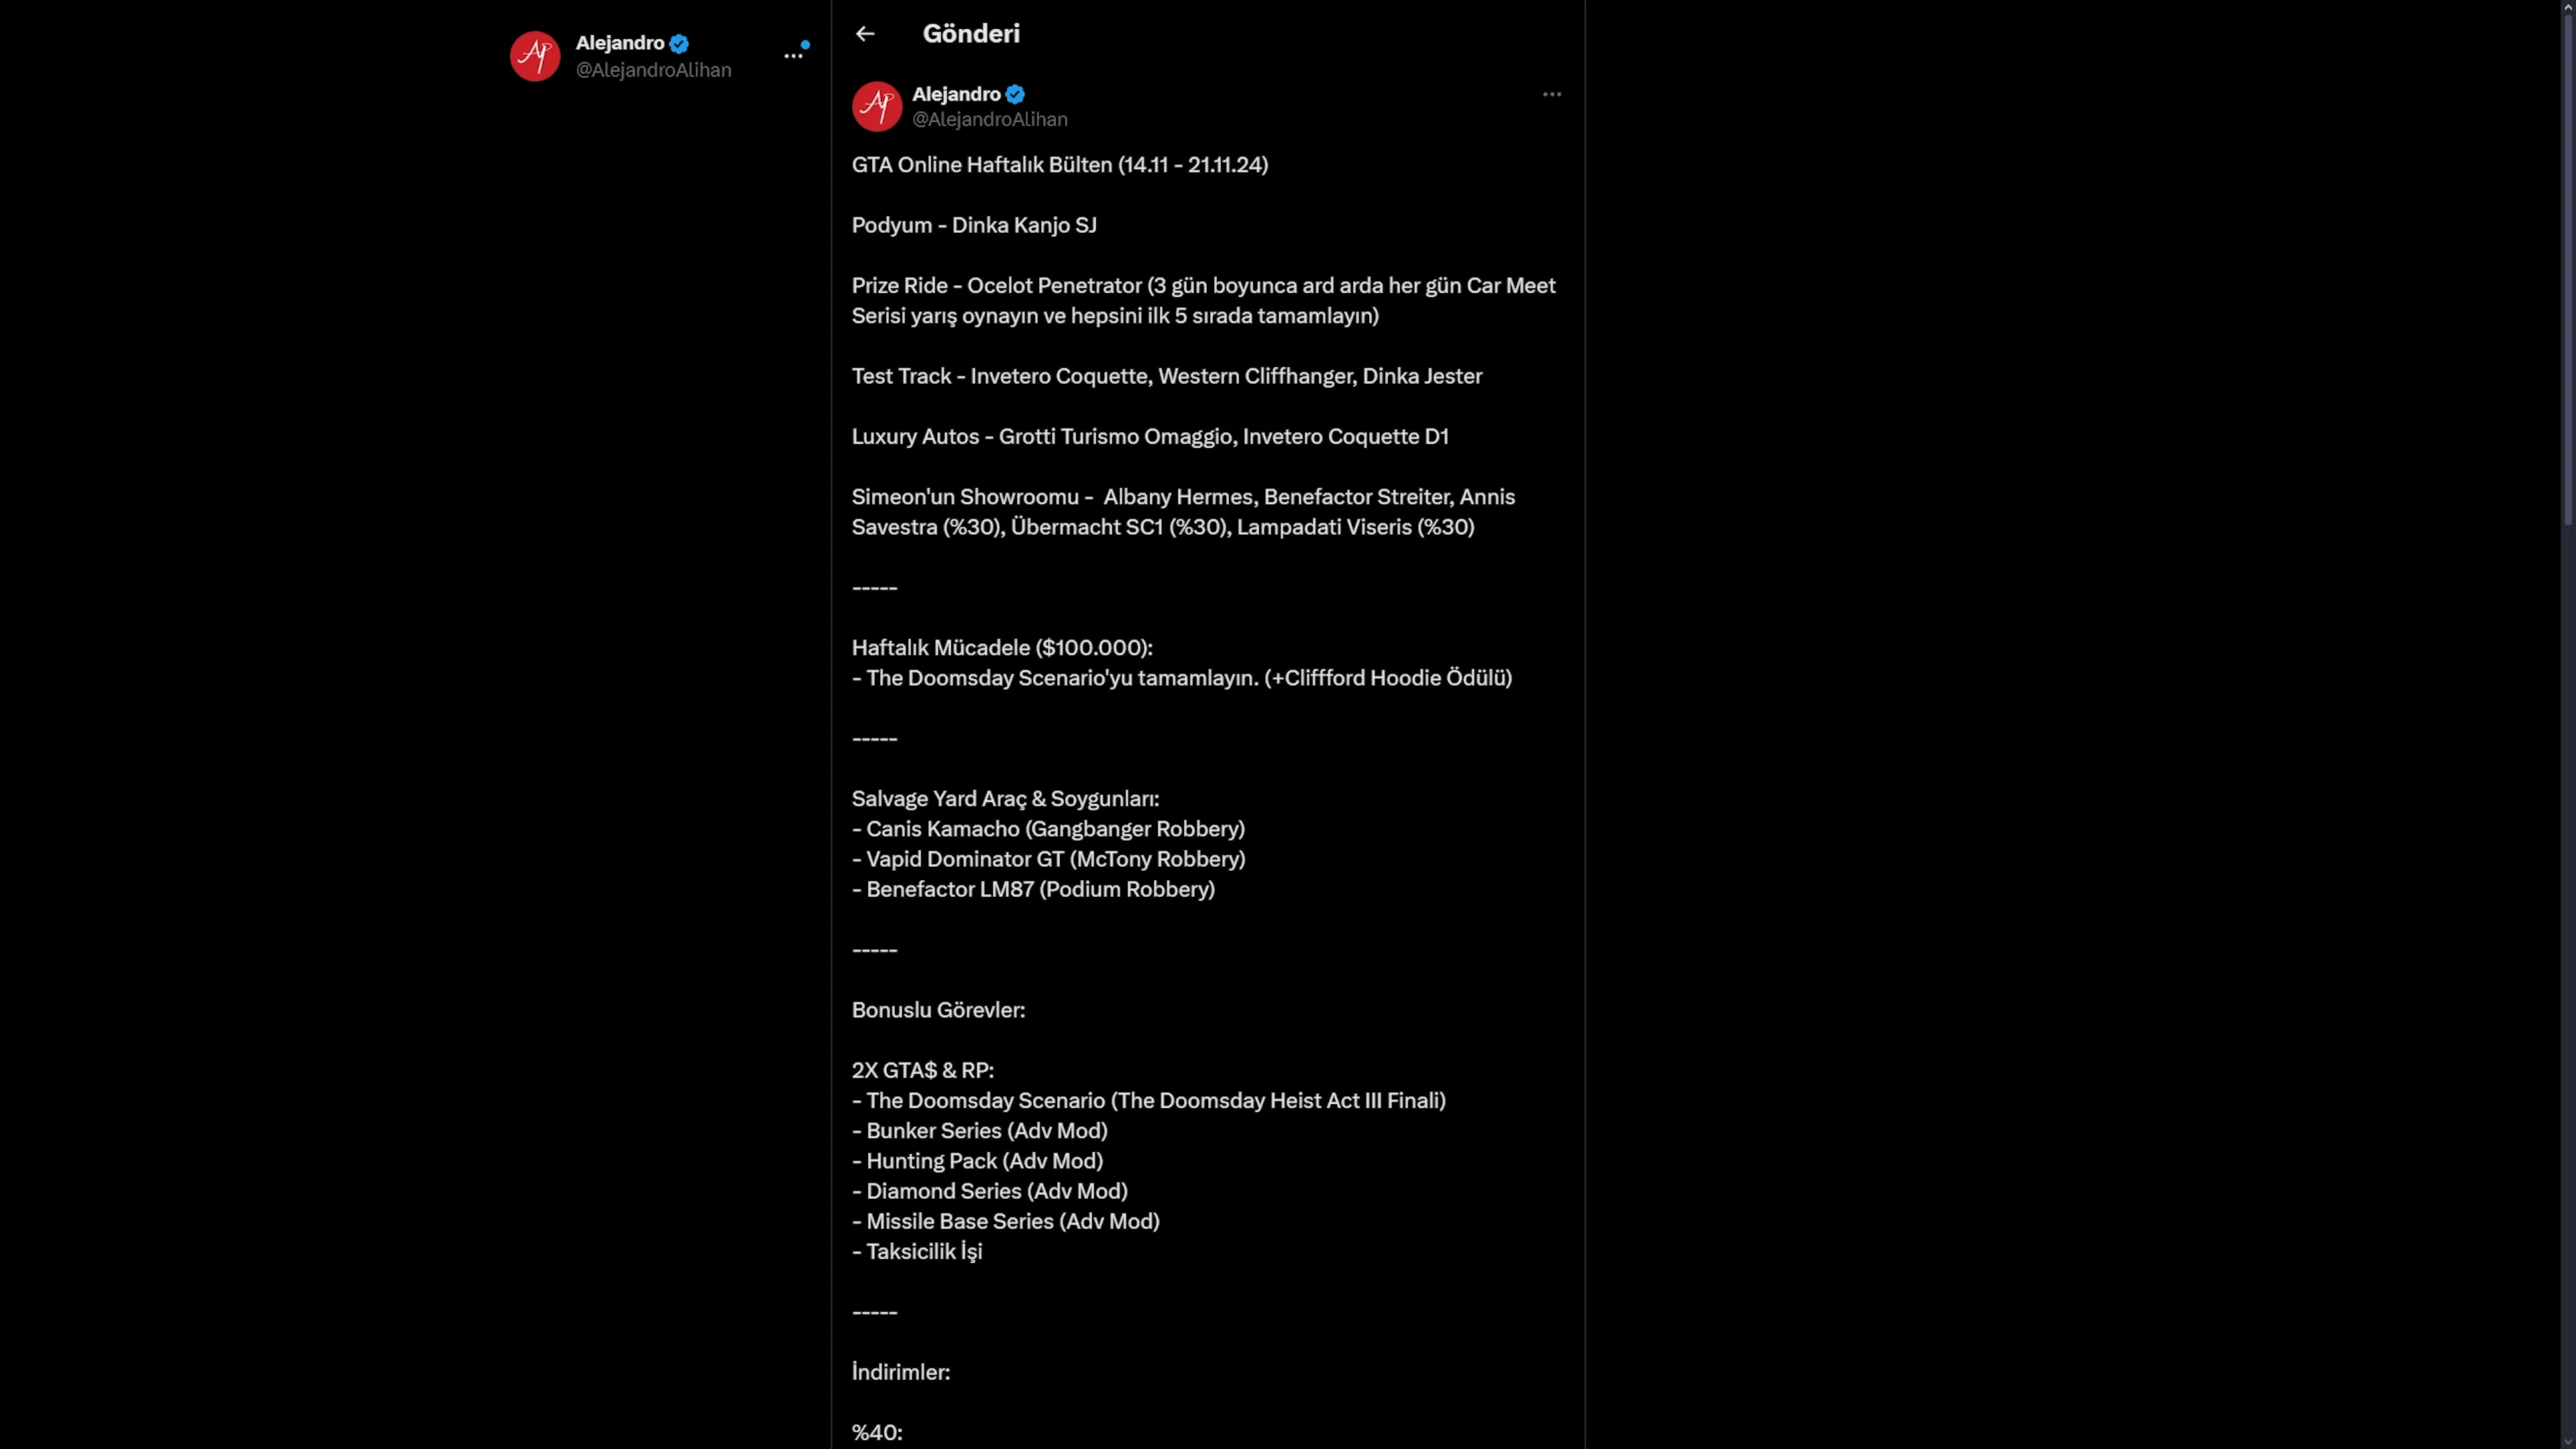 Alejandro
@AlejandroAlihan
Gönderi
Alejandro
@AlejandroAlihan
GTA Online Haftalık Bülten (14.11 - 21.11.24)
Podyum - Dinka Kanjo SJ
Prize Ride - Ocelot Penetrator (3 gün boyunca ard arda her gün Car Meet
Serisi yarış oynayın ve hepsini ilk 5 sırada tamamlayın)
Test Track - Invetero Coquette, Western Cliffhanger, Dinka Jester
Luxury Autos - Grotti Turismo Omaggio, Invetero Coquette D1
Simeon'un Showroomu -  Albany Hermes, Benefactor Streiter, Annis
Savestra (%30), Übermacht SC1 (%30), Lampadati Viseris (%30)
-----
Haftalık Mücadele ($100.000):
- The Doomsday Scenario'yu tamamlayın. (+Cliffford Hoodie Ödülü)
-----
Salvage Yard Araç & Soygunları:
- Canis Kamacho (Gangbanger Robbery)
- Vapid Dominator GT (McTony Robbery)
- Benefactor LM87 (Podium Robbery)
-----
Bonuslu Görevler:
2X GTA$ & RP:
- The Doomsday Scenario (The Doomsday Heist Act III Finali)
- Bunker Series (Adv Mod)
- Hunting Pack (Adv Mod)
- Diamond Series (Adv Mod)
- Missile Base Series (Adv Mod)
- Taksicilik İşi
-----
İndirimler:
%40: